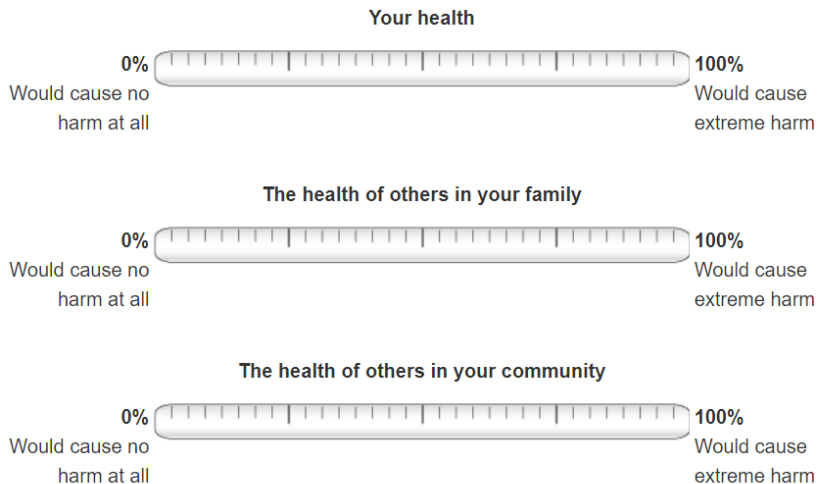 Your health
0%
100%
Would cause no
harm at all
Would cause
extreme harm
The health of others in your family
0%
100%
Would cause no
harm at all
Would cause
extreme harm
The health of others in your community
0%
100%
Would cause no
harm at all
Would cause
extreme harm